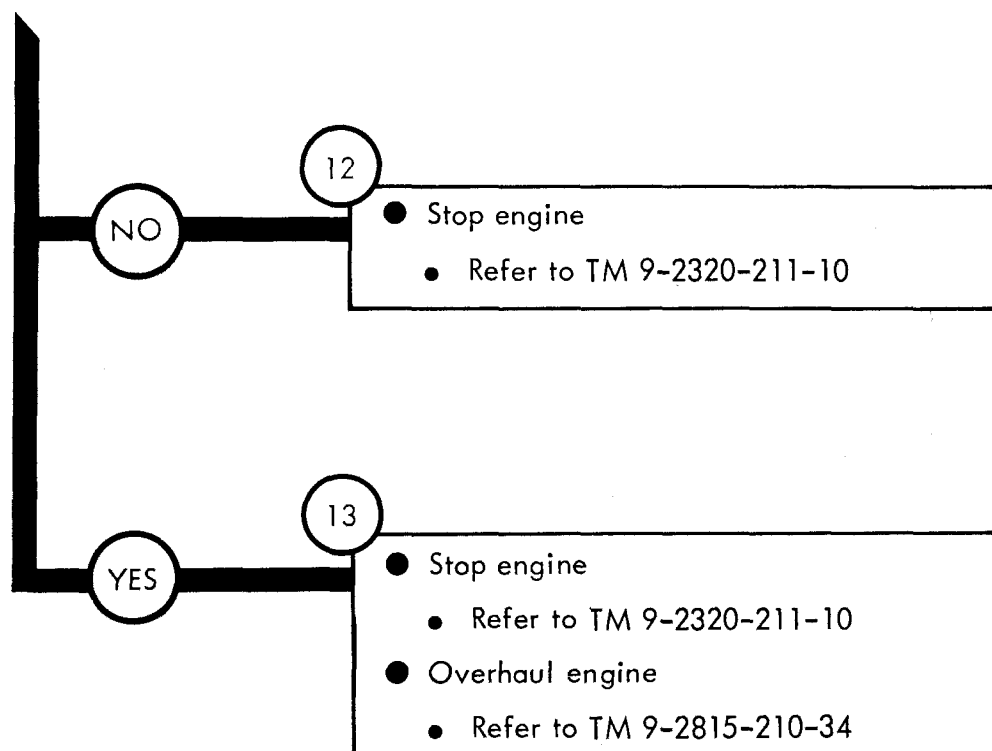 12
NO
● Stop engine
● Refer to TM 9-2320-211-10
13
YES
● Stop engine
● Refer to TM 9-2320-211-10
● Overhaul engine
● Refer to TM 9-2815-210-34